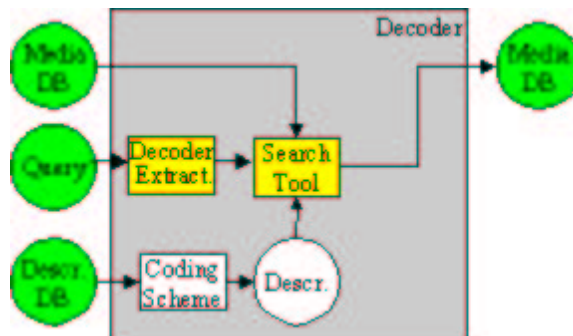 Decoder
Media
DB
Media
DB
Query
Decoder
Extract.
Search
Tool
Descr.
DB
Coding
Scheme
Descr.